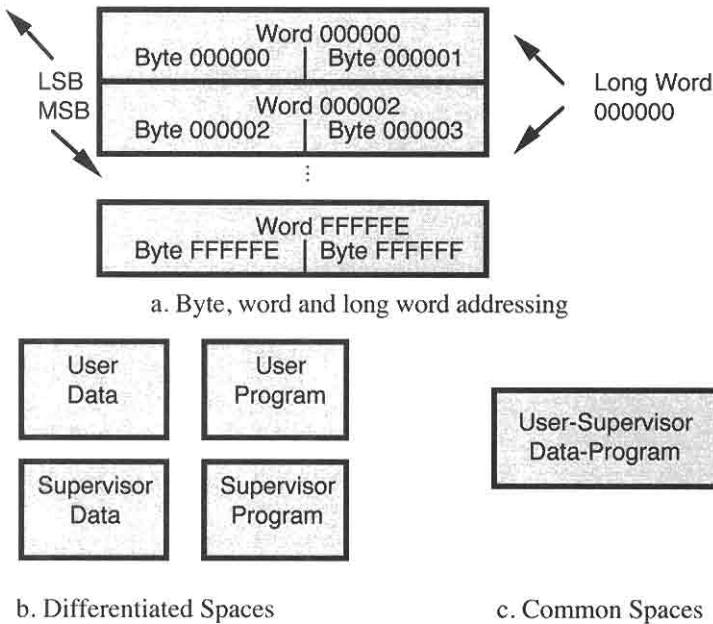 Word 000000
Byte 000000 Byte 000001
LSB
MSB
Word 000002
Byte 000002 Byte 000003
Long Word
000000
Word FFFFFE
Byte FFFFFE Byte FFFFFF
a. Byte, word and long word addressing
User
Data
User
Program
Supervisor
Data
Supervisor
Program
User-Supervisor
Data-Program
b. Differentiated Spaces
c. Common Spaces